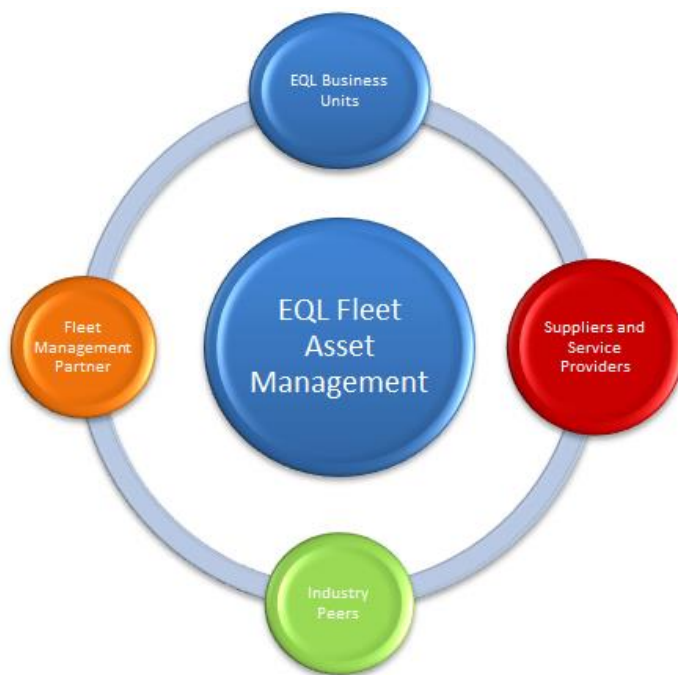 EQL Business
Units
Fleet
Management
Partner
EQL Fleet
Asset
Management
Suppliers and
Service
Providers
Industry
Peers